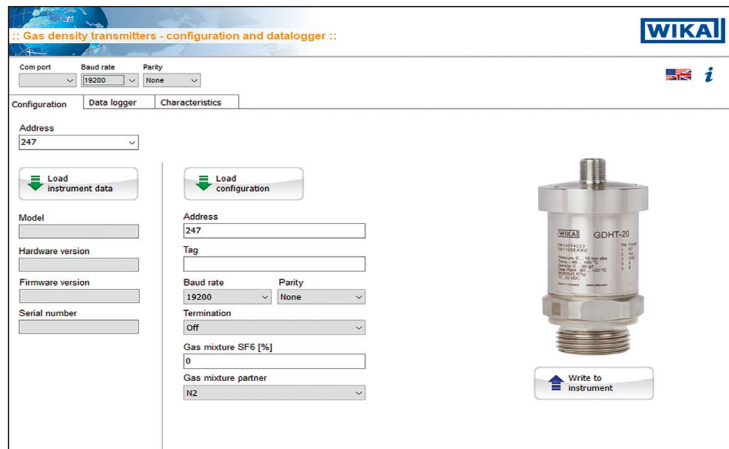 :: Gas density transmitters - configuration and datalogger ::
WIKAI
Com port
Baud rate
Parity
19200
None
i
Configuration
Data logger
Characteristics
Address
247
Load
instrument data
Load
configuration
Model
Hardware version
Firmware version
Serial number
Address
247
Tag
Baud rate
Parity
19200
None
Termination
Off
Gas mixture SF6 [%]
0
Gas mixture partner
N2
WIKAI
GDHT-20
Write to
instrument